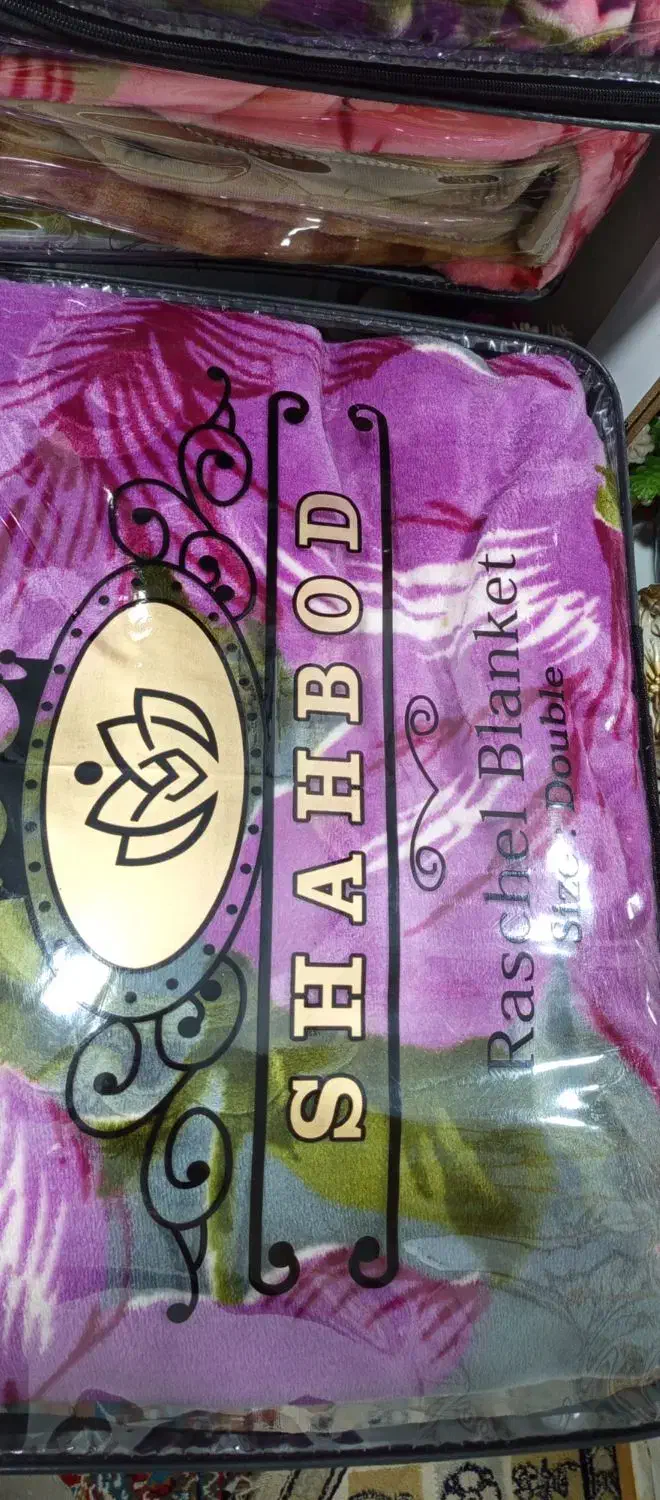 SHAHBOD
Raschel Blanket
Size: Double